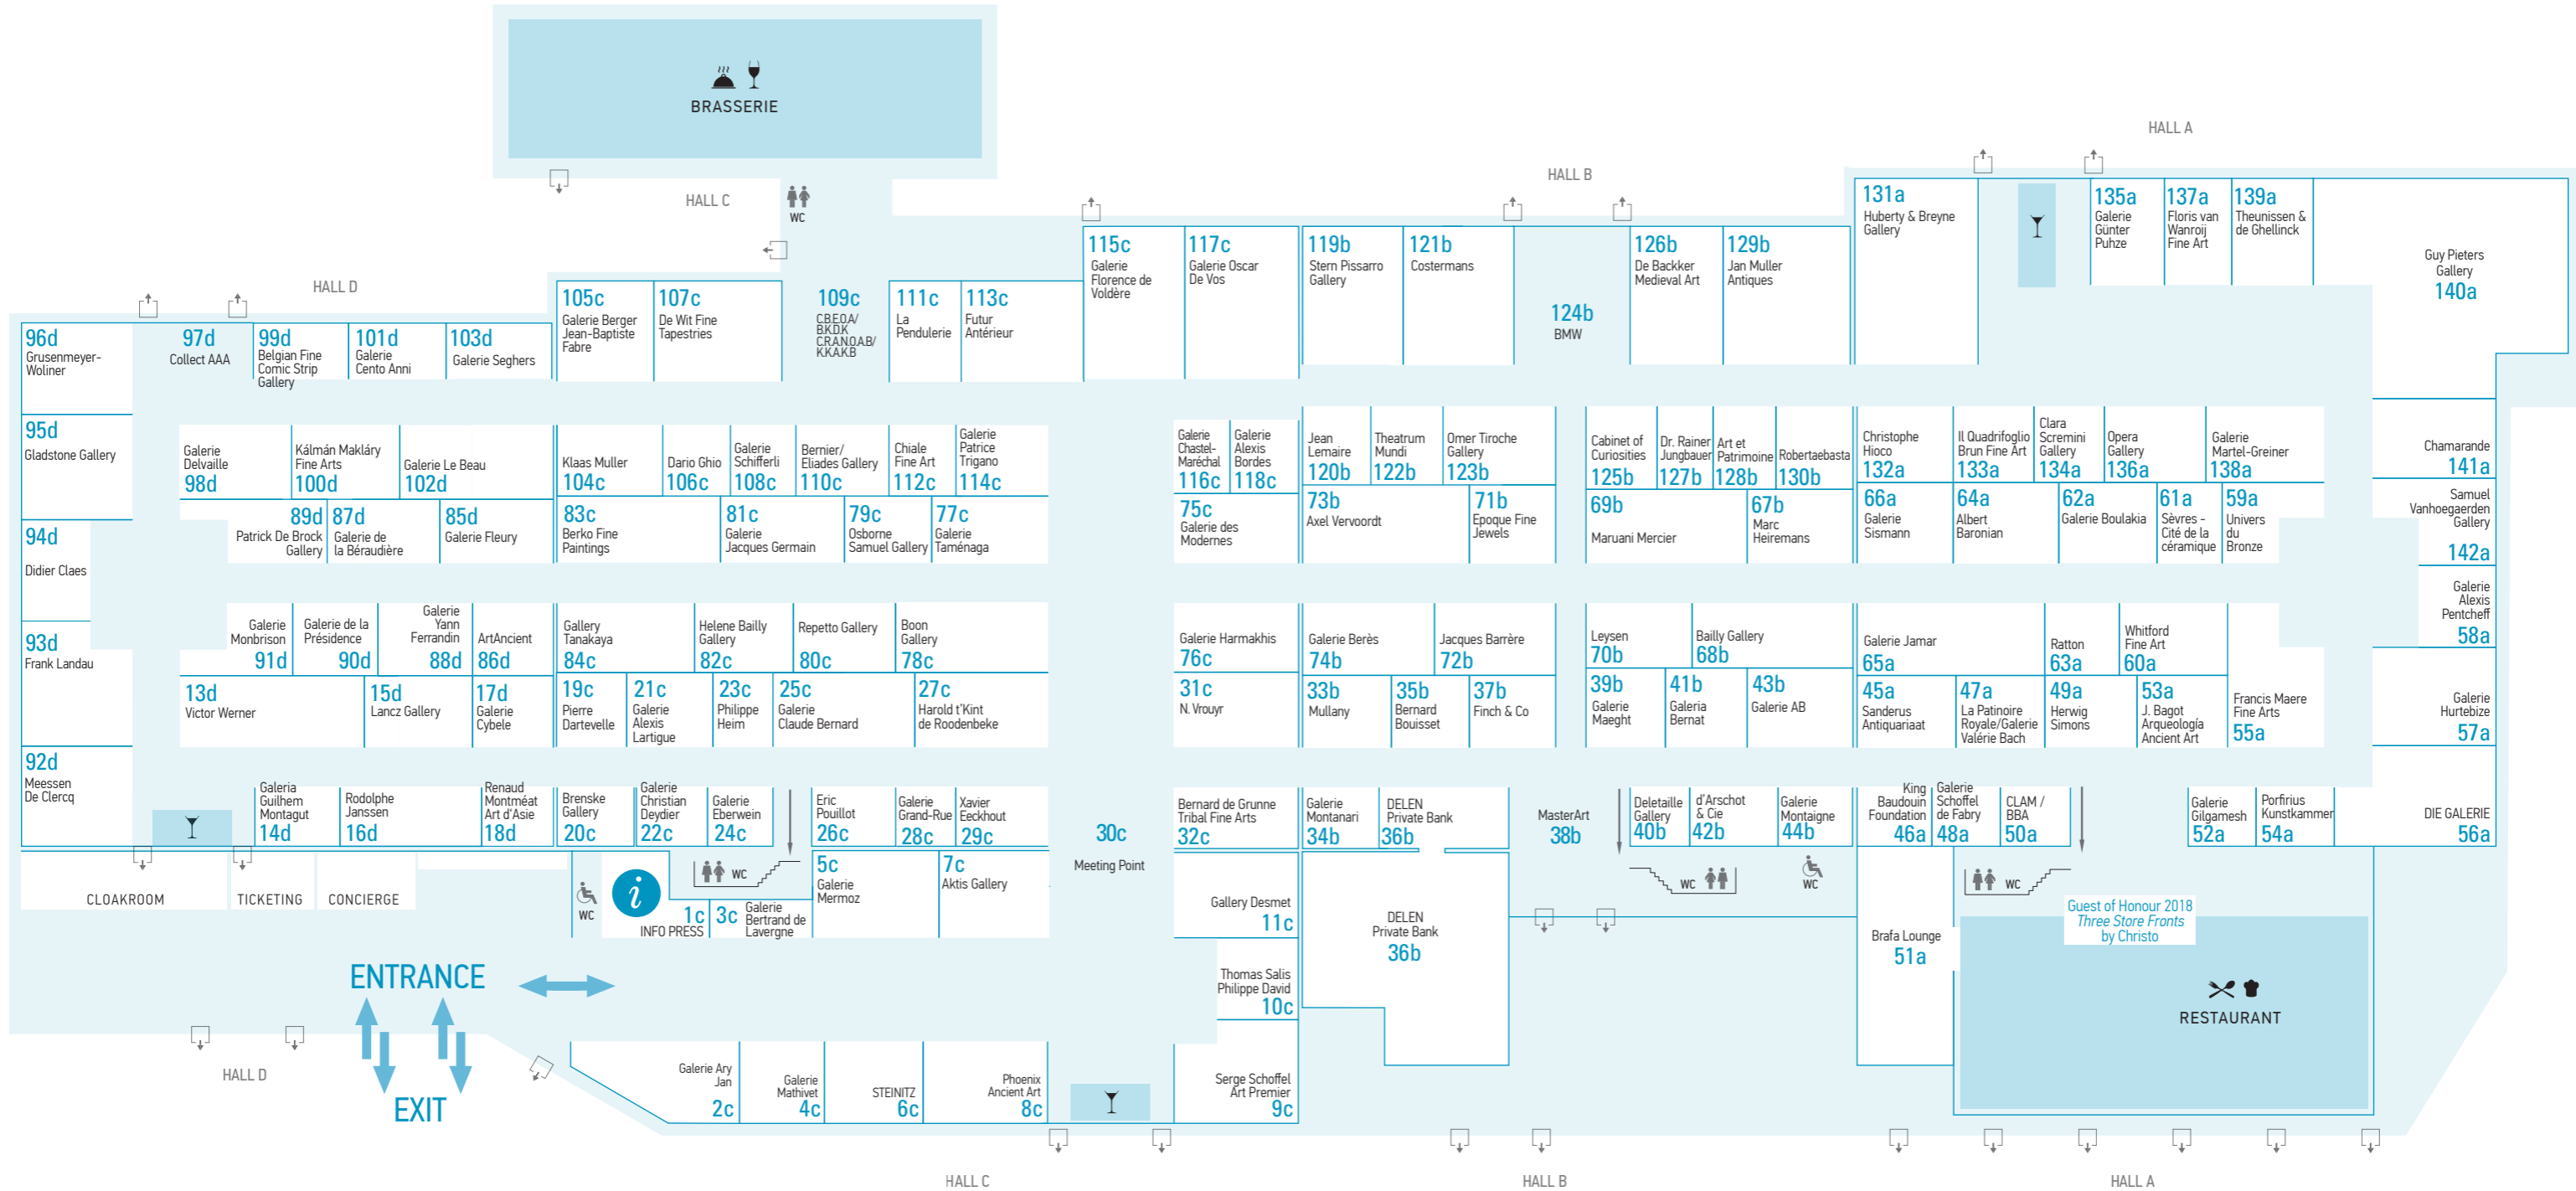 BRASSERIE
HALL A
HALL B
HALL C
WC
HALL D
131a
Huberty & Breyne
Gallery
135a
Galerie
Günter
Puhze
137a
Floris van
Wanroij
Fine Art
139a
Theunissen &
de Ghellinck
Guy Pieters
Gallery
140a
115c
Galerie
Florence de
Voldère
117c
Galerie Oscar
De Vos
119b
Stern Pissarro
Gallery
121b
Costermans
124b
BMW
126b
De Backker
Medieval Art
129b
Jan Muller
Antiques
105c
Galerie Berger
Jean-Baptiste
Fabre
107c
De Wit Fine
Tapestries
109c
C.B.E.O.A/
B.K.D.K
C.R.A.N.O.A.B/
K.K.A.K.B
111c
La
Pendulerie
113c
Futur
Antérieur
96d
Grusenmeyer-
Woliner
97d
Collect AAA
99d
Belgian Fine
Comic Strip
Gallery
101d
Galerie
Cento Anni
103d
Galerie Seghers
95d
Gladstone Gallery
Galerie
Delvaille
98d
Kálmán Makláry
Fine Arts
100d
Galerie Le Beau
102d
Klaas Muller
104c
Dario Ghio
106c
Galerie
Schifferli
108c
Bernier/
Eliades Gallery
110c
Chiale
Fine Art
112c
Galerie
Patrice
Trigano
114c
Galerie
Chastel-
Maréchal
116c
Galerie
Alexis
Bordes
118c
Jean
Lemaire
120b
Theatrum
Mundi
122b
Omer Tiroche
Gallery
123b
Cabinet of
Curiosities
125b
Dr. Rainer
Jungbauer
127b
Art et
Patrimoine
128b
Robertaebasta
130b
Christophe
Hioco
132a
Il Quadrifoglio
Brun Fine Art
133a
Clara
Scremini
Gallery
134a
Opera
Gallery
136a
Galerie
Martel-Greiner
138a
Chamarande
141a
94d
Didier Claes
89d
Patrick De Brock
Gallery
87d
Galerie de
la Béraudière
85d
Galerie Fleury
83c
Berko Fine
Paintings
81c
Galerie
Jacques Germain
79c
Osborne
Samuel Gallery
77c
Galerie
Taménaga
75c
Galerie des
Modernes
73b
Axel Vervoordt
71b
Epoque Fine
Jewels
69b
Maruani Mercier
67b
Marc
Heiremans
66a
Galerie
Sismann
64a
Albert
Baronian
62a
Galerie Boulakia
61a
Sèvres -
Cité de la
céramique
59a
Univers
du
Bronze
Samuel
Vanhoegaerden
Gallery
142a
93d
Frank Landau
Galerie
Monbrison
91d
Galerie de la
Présidence
90d
Galerie
Yann
Ferrandin
88d
ArtAncient
86d
Gallery
Tanakaya
84c
Helene Bailly
Gallery
82c
Repetto Gallery
80c
Boon
Gallery
78c
Galerie Harmakhis
76c
Galerie Berès
74b
Jacques Barrère
72b
Leysen
70b
Bailly Gallery
68b
Galerie Jamar
65a
Ratton
63a
Whitford
Fine Art
60a
Galerie
Alexis
Pentcheff
58a
13d
Victor Werner
15d
Lancz Gallery
17d
Galerie
Cybele
19c
Pierre
Dartevelle
21c
Galerie
Alexis
Lartigue
23c
Philippe
Heim
25c
Galerie
Claude Bernard
27c
Harold t'Kint
de Roodenbeke
31c
N. Vrouyr
33b
Mullany
35b
Bernard
Bouisset
37b
Finch & Co
39b
Galerie
Maeght
41b
Galeria
Bernat
43b
Galerie AB
45a
Sanderus
Antiquariaat
47a
La Patinoire
Royale/Galerie
Valérie Bach
49a
Herwig
Simons
53a
J. Bagot
Arqueología
Ancient Art
Francis Maere
Fine Arts
55a
Galerie
Hurtebize
57a
92d
Meessen
De Clercq
Galeria
Guilhem
Montagut
14d
Rodolphe
Janssen
16d
Renaud
Montméat
Art d'Asie
18d
Brenske
Gallery
20c
Galerie
Christian
Deydier
22c
Galerie
Eberwein
24c
Eric
Pouillot
26c
Galerie
Grand-Rue
28c
Xavier
Eeckhout
29c
30c
Meeting Point
Bernard de Grunne
Tribal Fine Arts
32c
Galerie
Montanari
34b
DELEN
Private Bank
36b
MasterArt
38b
Deletaille
Gallery
40b
d'Arschot
& Cie
42b
Galerie
Montaigne
44b
King
Baudouin
Foundation
46a
Galerie
Schoffel
de Fabry
48a
CLAM /
BBA
50a
Galerie
Gilgamesh
52a
Porfirius
Kunstkammer
54a
DIE GALERIE
56a
CLOAKROOM
TICKETING
CONCIERGE
WC
i
INFO PRESS
1c
WC
3c
Galerie
Bertrand de
Lavergne
5c
Galerie
Mermoz
7c
Aktis Gallery
Gallery Desmet
11c
DELEN
Private Bank
36b
WC
WC
WC
Brafa Lounge
51a
Guest of Honour 2018
Three Store Fronts
by Christo
RESTAURANT
ENTRANCE
EXIT
HALL D
Thomas Salis
Philippe David
10c
Galerie Ary
Jan
2c
Galerie
Mathivet
4c
STEINITZ
6c
Phoenix
Ancient Art
8c
Serge Schoffel
Art Premier
9c
HALL C
HALL B
HALL A